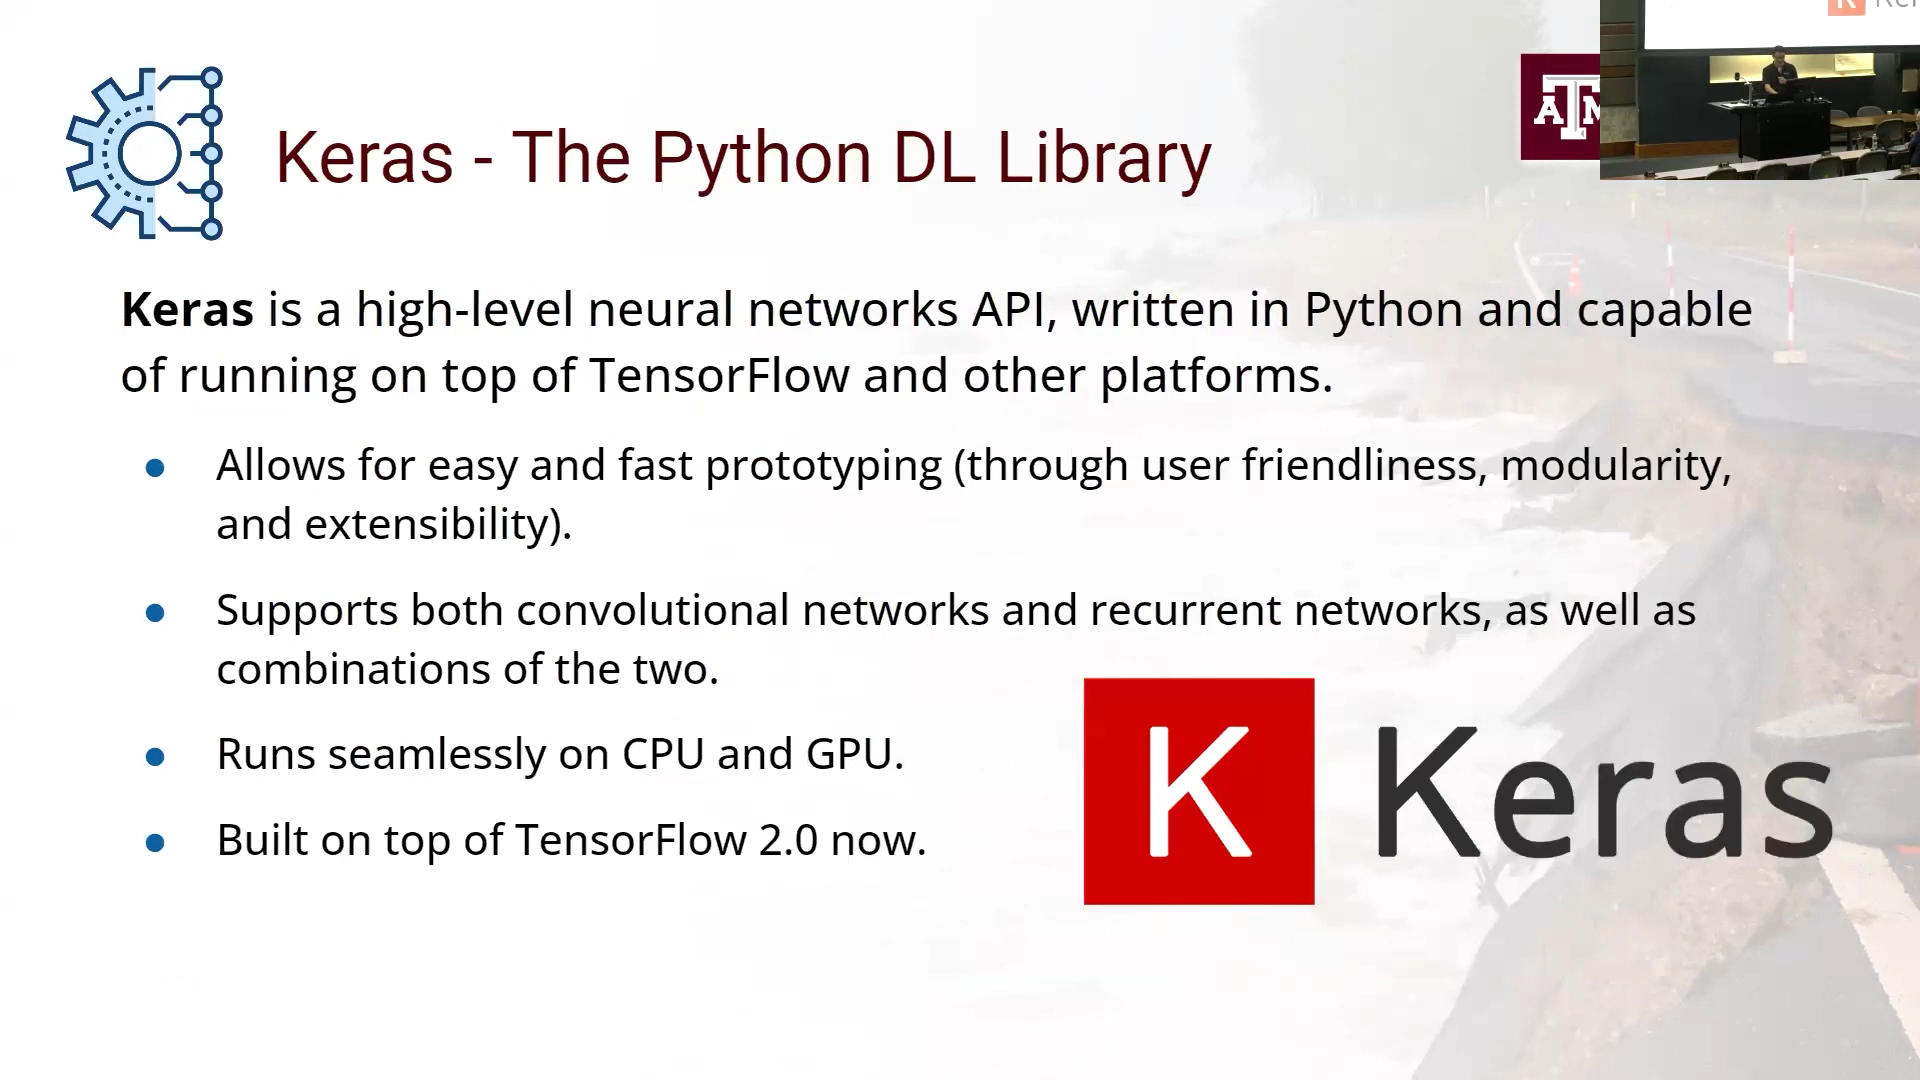 Keras - The Python DL Library
Keras is a high-level neural networks API, written in Python and capable
of running on top of TensorFlow and other platforms.
Allows for easy and fast prototyping (through user friendliness, modularity,
and extensibility).
Supports both convolutional networks and recurrent networks, as well as
combinations of the two.
Runs seamlessly on CPU and GPU.
Built on top of TensorFlow 2.0 now.
K Keras